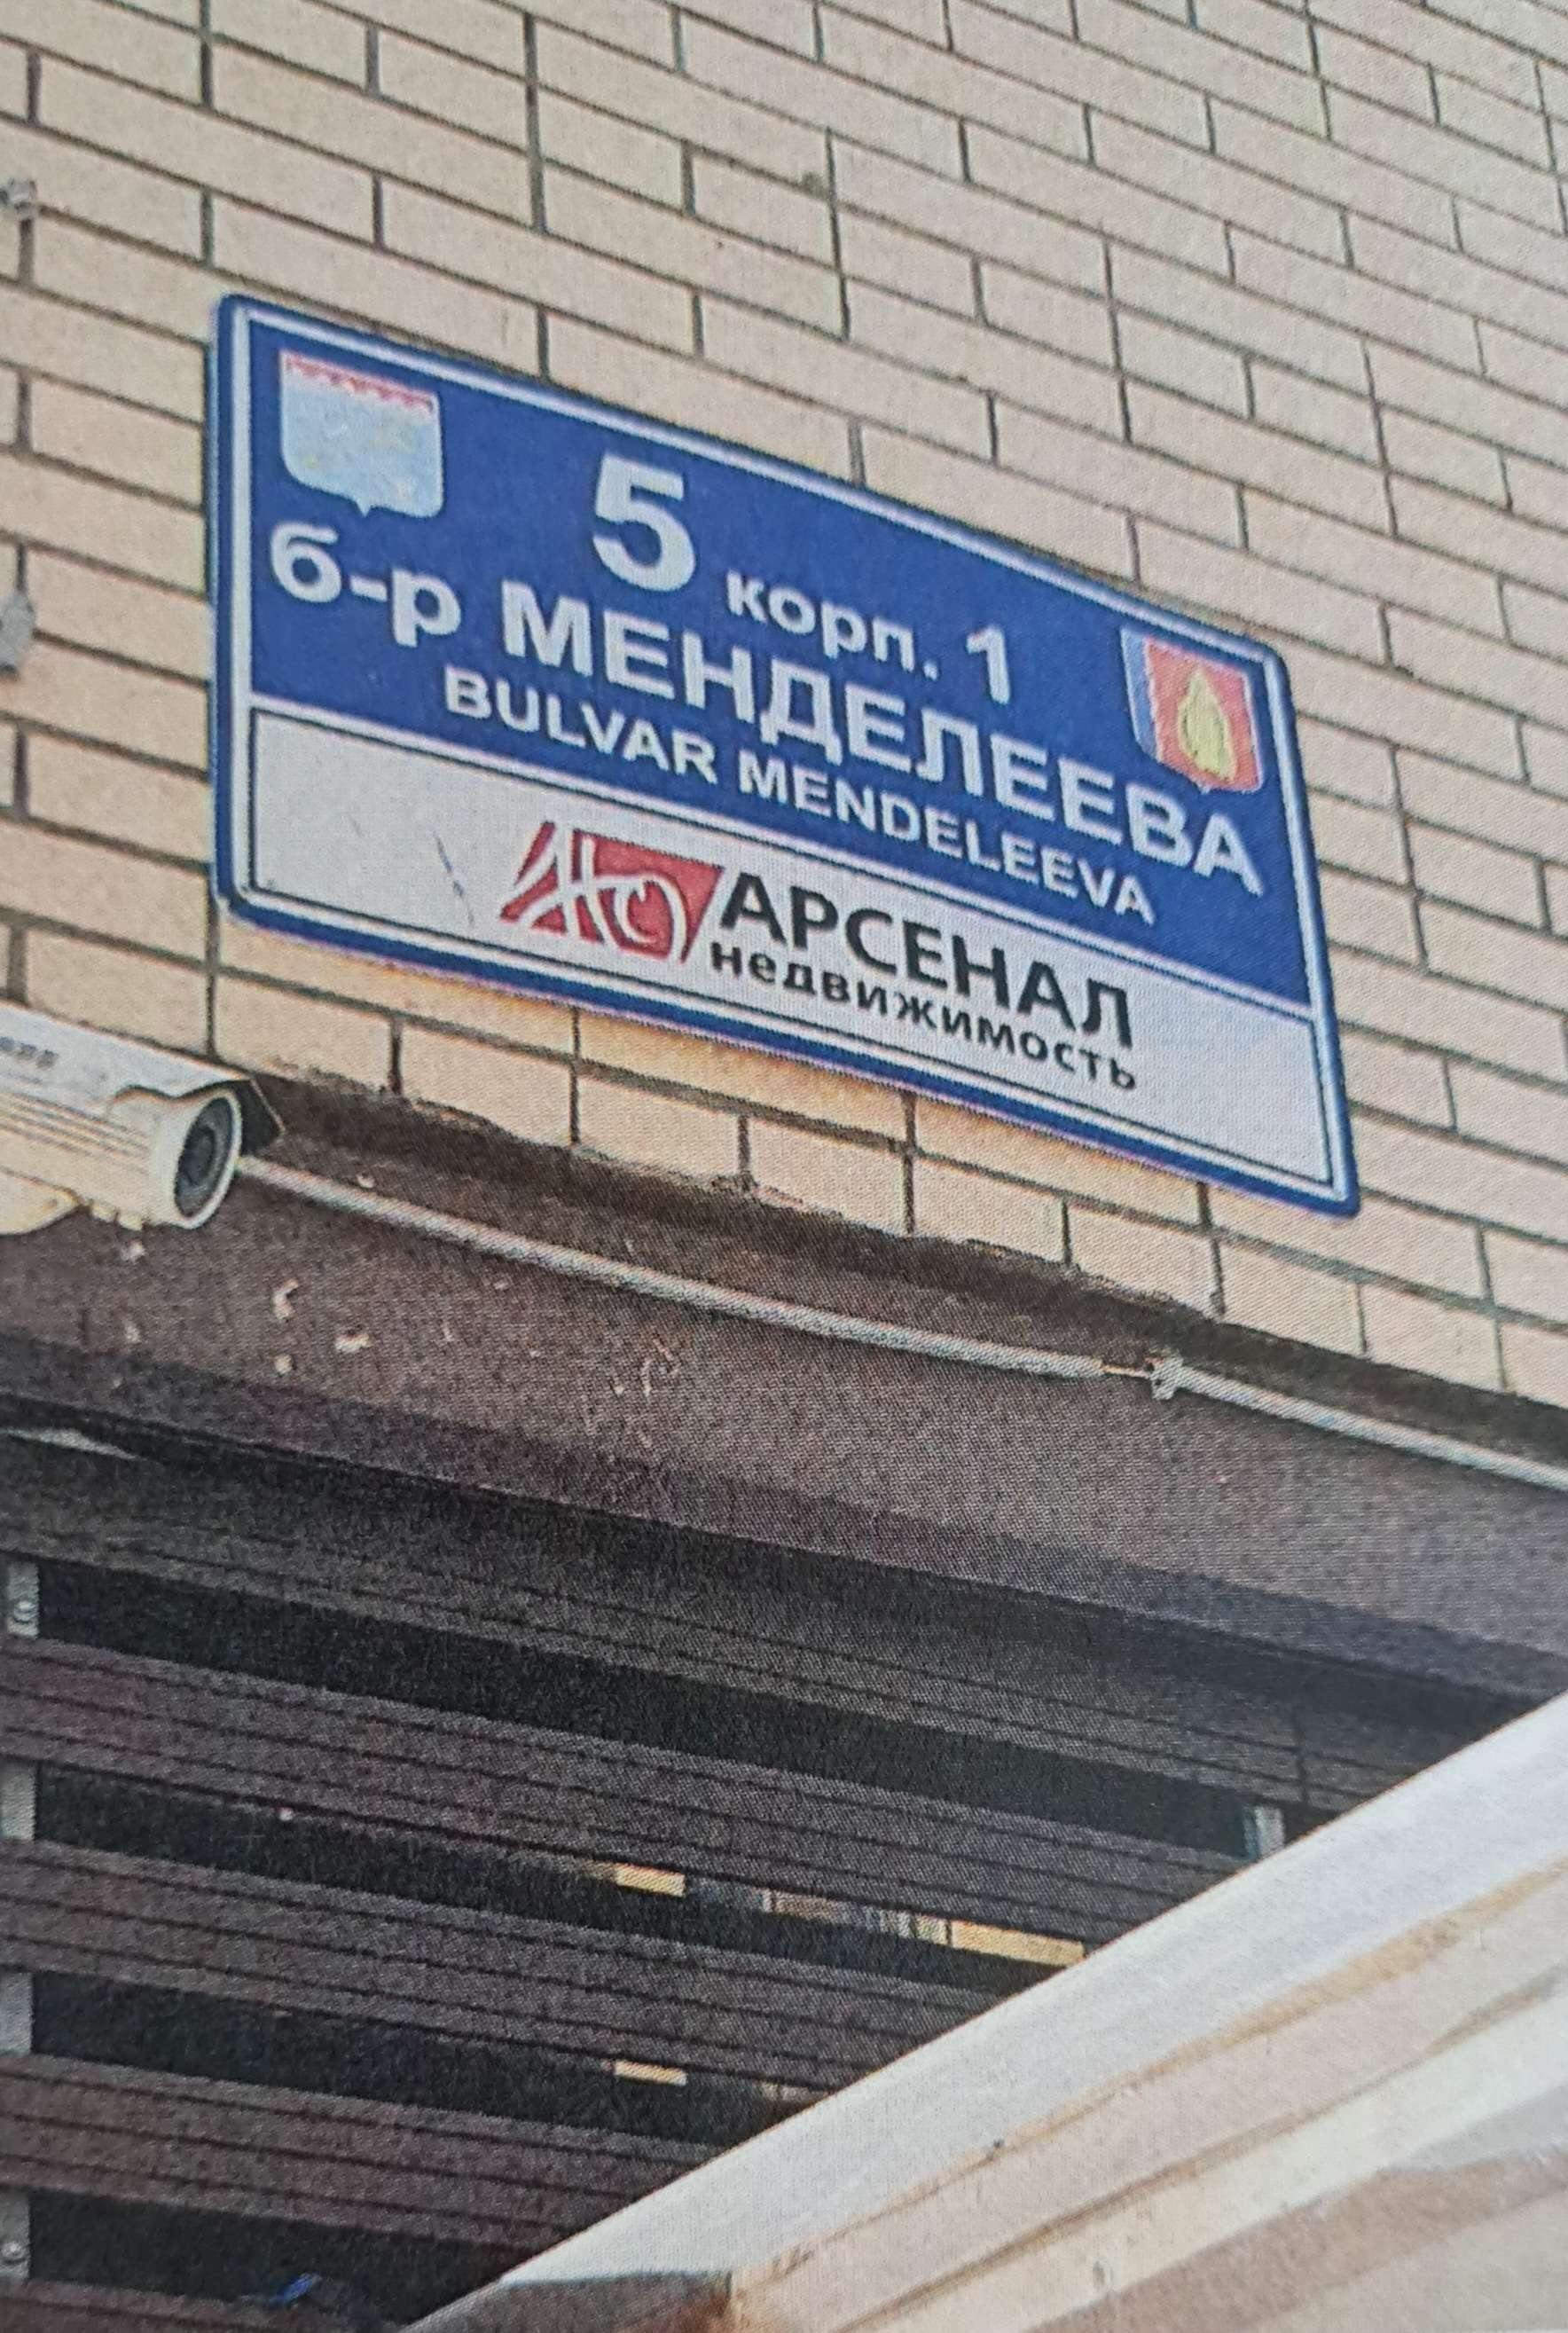 5 корп. 1
б-р МЕНДЕЛЕЕВА
BULVAR MENDELEEVA
АРСЕНАЛ
недвижимость